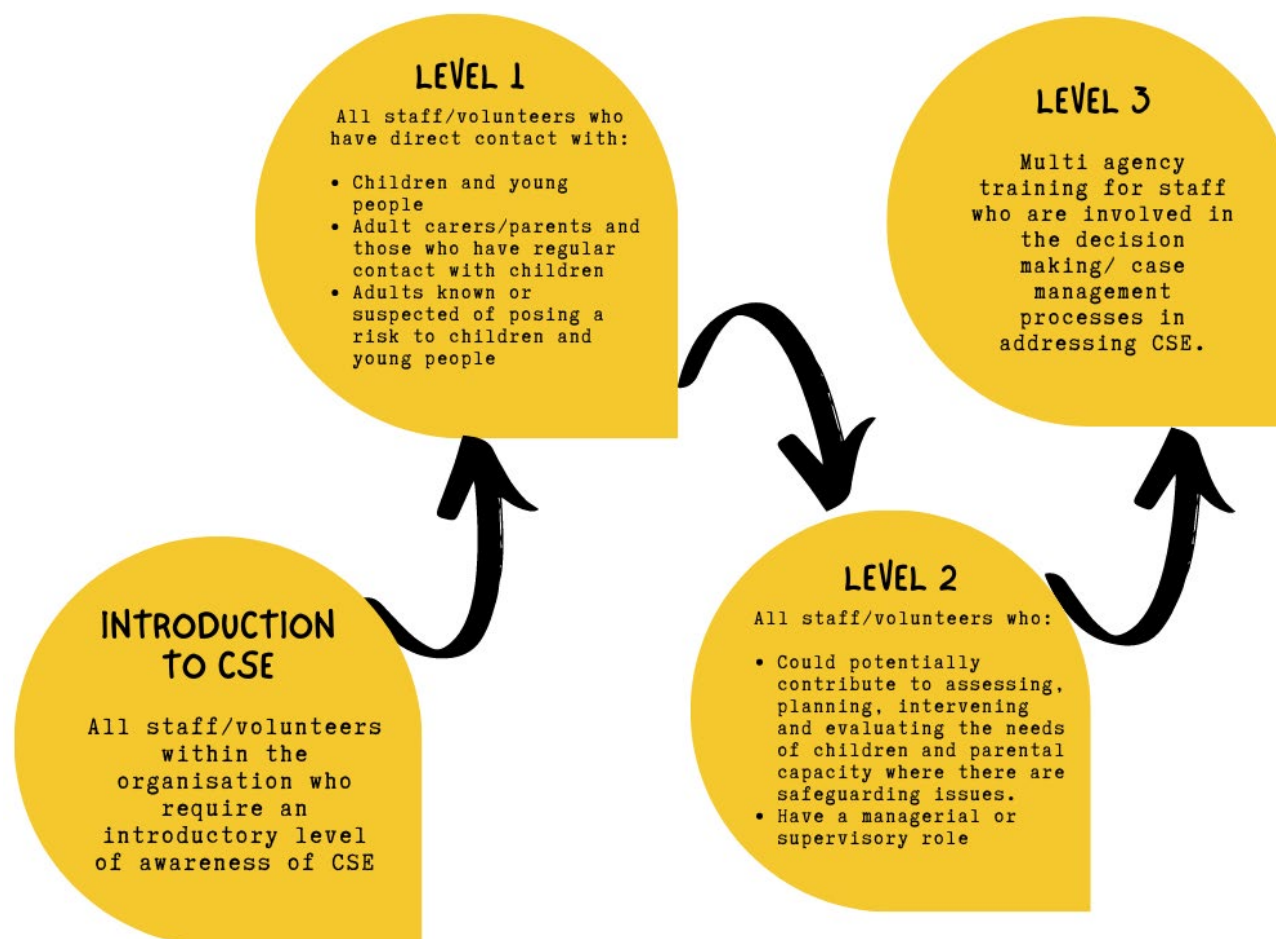 INTRODUCTION
TO CSE
All staff/volunteers
within the
organisation who
require an
introductory level
of awareness of CSE
LEVEL 1
All staff/volunteers who
have direct contact with:
• Children and young
people
• Adult carers/parents and
those who have regular
contact with children
• Adults known or
suspected of posing a
risk to children and
young people
LEVEL 2
All staff/volunteers who:
• Could potentially
contribute to assessing,
planning, intervening
and evaluating the needs
of children and parental
capacity where there are
safeguarding issues.
• Have a managerial or
supervisory role
LEVEL 3
Multi agency
training for staff
who are involved in
the decision
making/ case
management
processes in
addressing CSE.